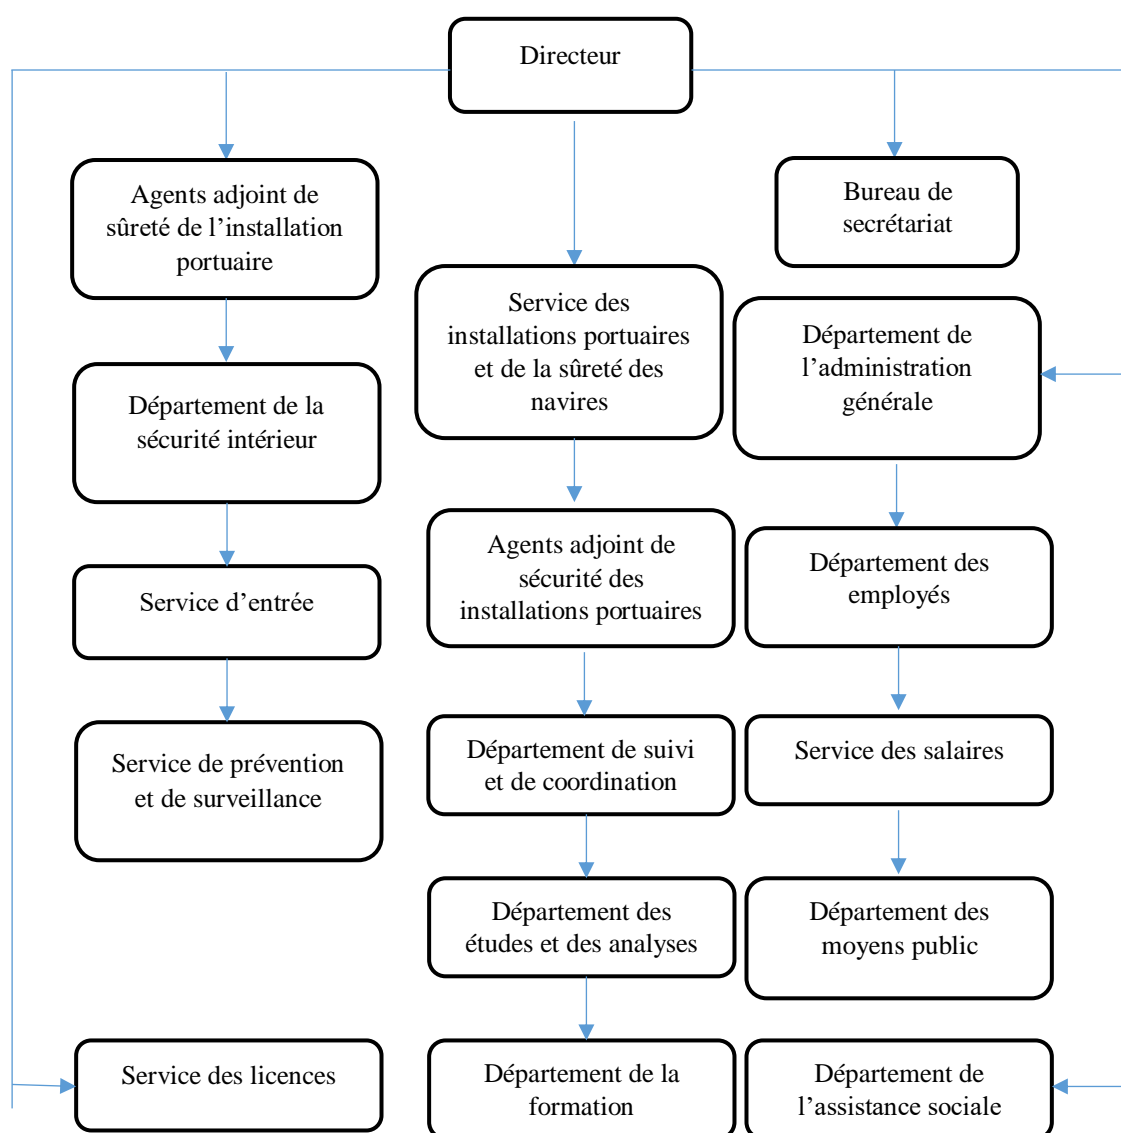 Directeur
Agents adjoint de
sûreté de l’installation
portuaire
Bureau de
secrétariat
Service des
installations portuaires
et de la sûreté des
navires
Département de
l’administration
générale
Département de la
sécurité intérieur
Agents adjoint de
sécurité des
installations portuaires
Département des
employés
Service d’entrée
Service de prévention
et de surveillance
Département de suivi
et de coordination
Service des salaires
Département des
études et des analyses
Département des
moyens public
Service des licences
Département de la
formation
Département de
l’assistance sociale